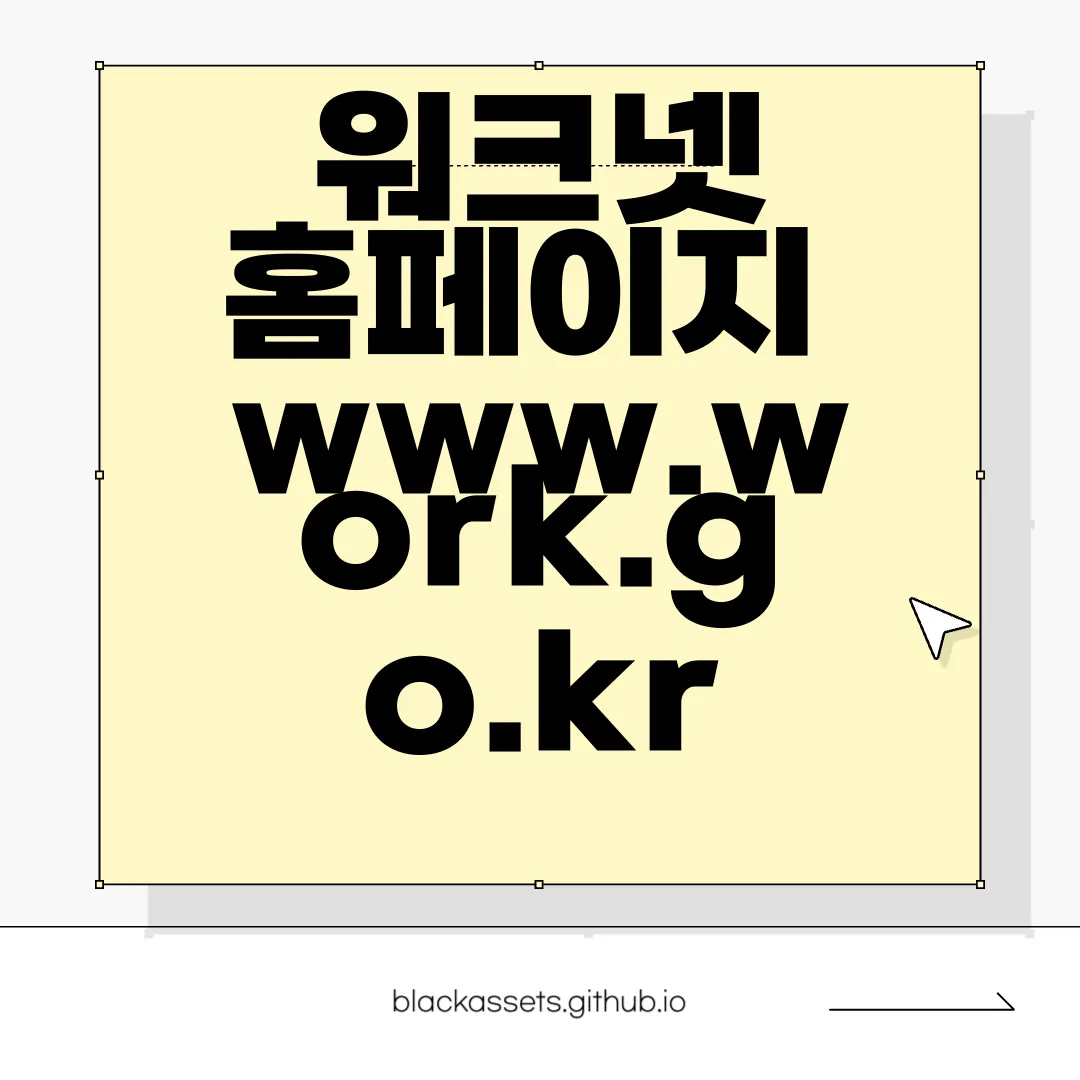 워크넷
홈페이지
www.w
ork.g
o.kr
blackassets.github.io